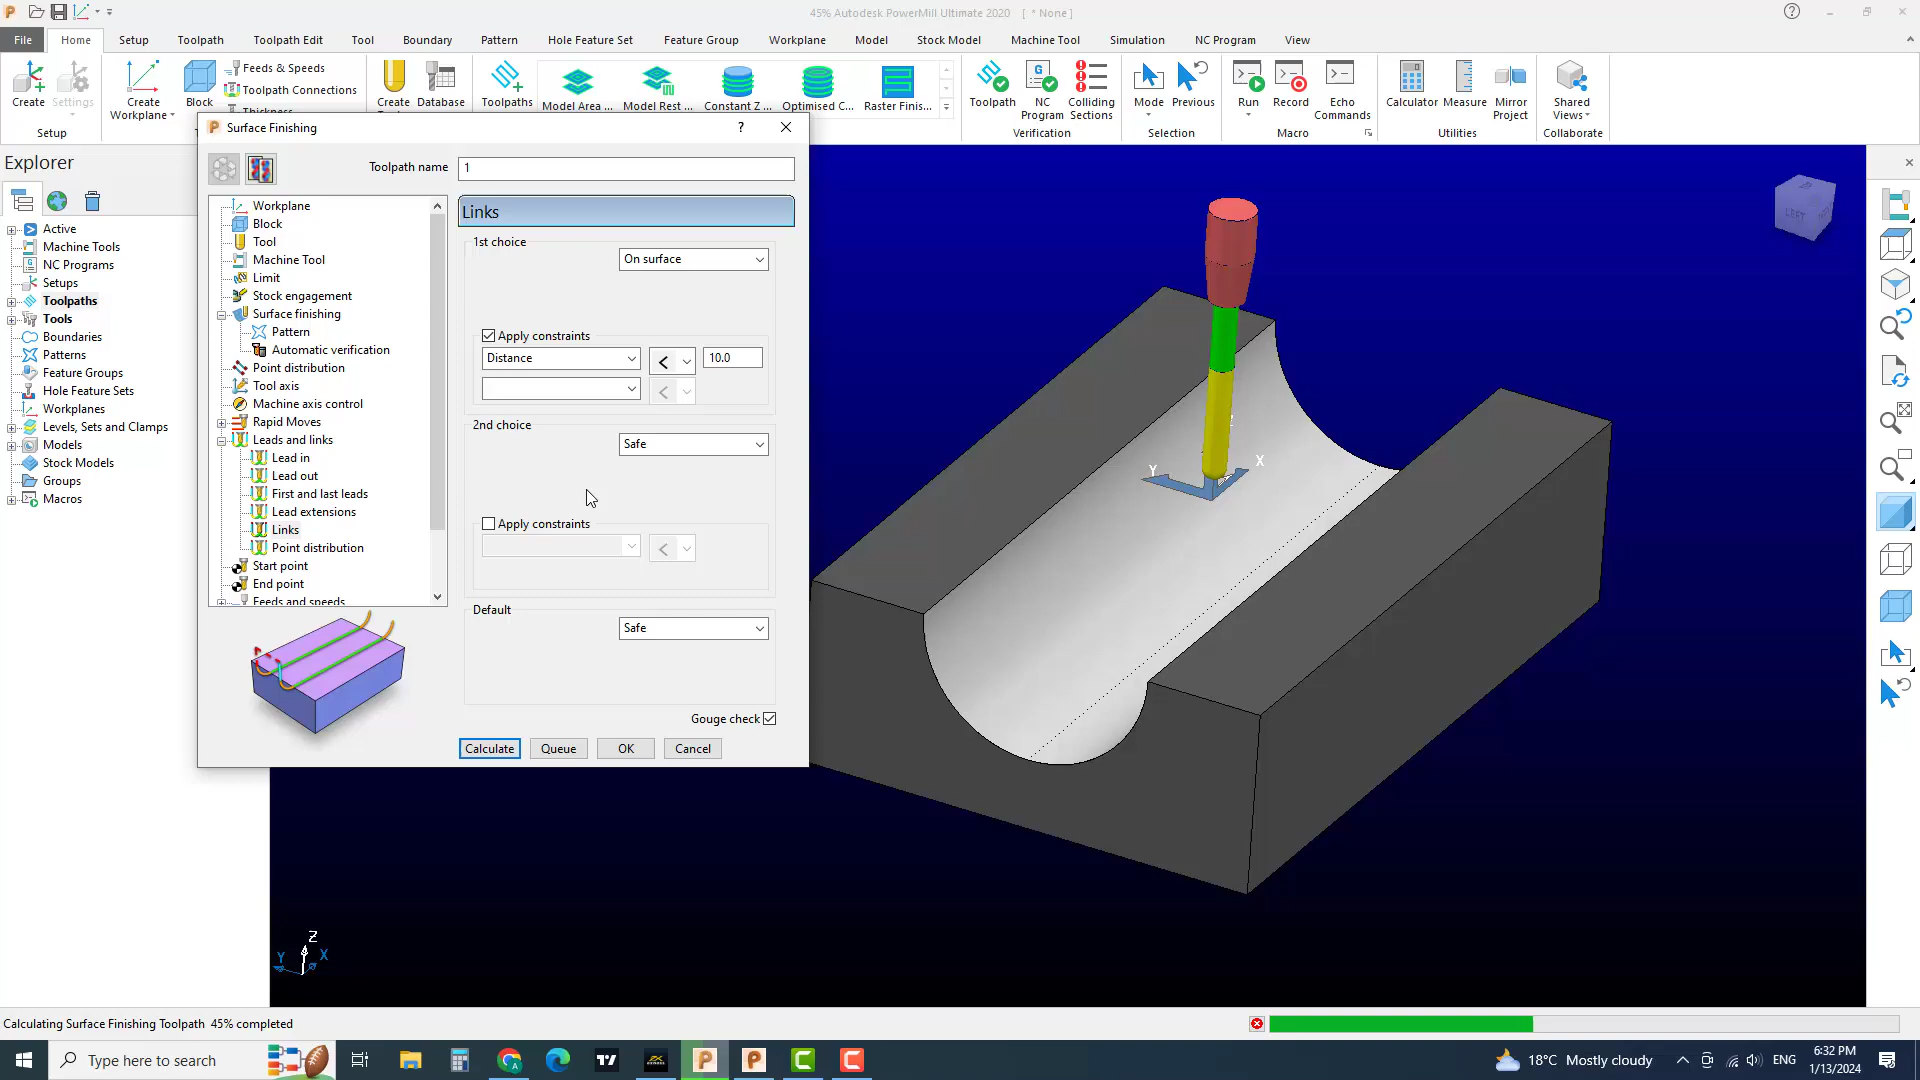 45% Autodesk PowerMill Ultimate 2020 [ * None ]
File Home Setup Toolpath Toolpath Edit Tool Boundary Pattern Hole Feature Set Feature Group Workplane Model Stock Model Machine Tool Simulation NC Program View
Feeds & Speeds
Toolpath Connections
Thickness
Create Settings Create Workplane Block Create Database Toolpaths Model Area ... Model Rest ... Constant Z ... Optimised C... Raster Finis... Toolpath NC Program Colliding Sections Mode Previous Run Record Echo Commands Calculator Measure Mirror Project Shared Views
Setup Verification Selection Macro Utilities Collaborate
Explorer
Active
Machine Tools
NC Programs
Setups
Toolpaths
Tools
Boundaries
Patterns
Feature Groups
Hole Feature Sets
Workplanes
Levels, Sets and Clamps
Models
Stock Models
Groups
Macros
Surface Finishing ?
Toolpath name 1
Workplane
Block
Tool
Machine Tool
Limit
Stock engagement
Surface finishing
Pattern
Automatic verification
Point distribution
Tool axis
Machine axis control
Rapid Moves
Leads and links
Lead in
Lead out
First and last leads
Lead extensions
Links
Point distribution
Start point
End point
Feeds and speeds
Links
1st choice
On surface
Apply constraints
Distance < 10.0
<
2nd choice
Safe
Apply constraints
<
Default
Safe
Gouge check
Calculate Queue OK Cancel
LEFT
Y X
Z
Y X
Calculating Surface Finishing Toolpath 45% completed
Type here to search
18°C Mostly cloudy ENG
6:32 PM
1/13/2024